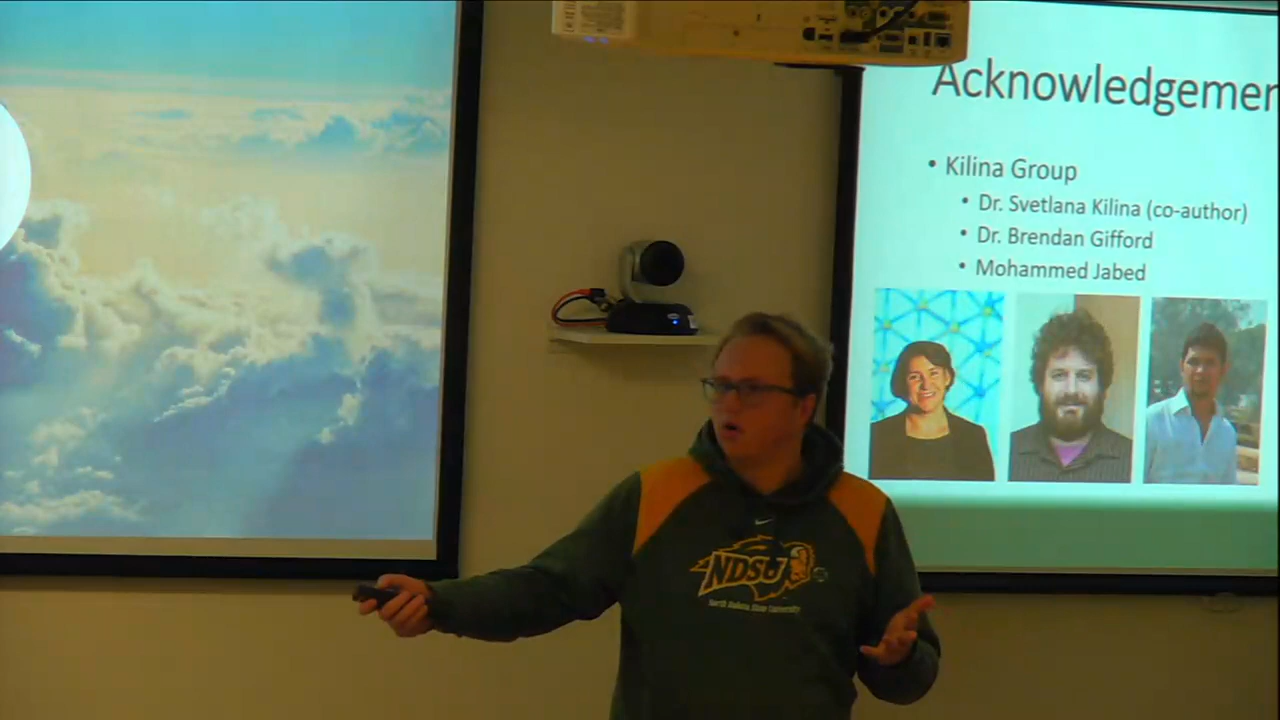 Acknowledgemen
• Kilina Group
• Dr. Svetlana Kilina (co-author)
• Dr. Brendan Gifford
• Mohammed Jabed
NDSU
North Dakota State University